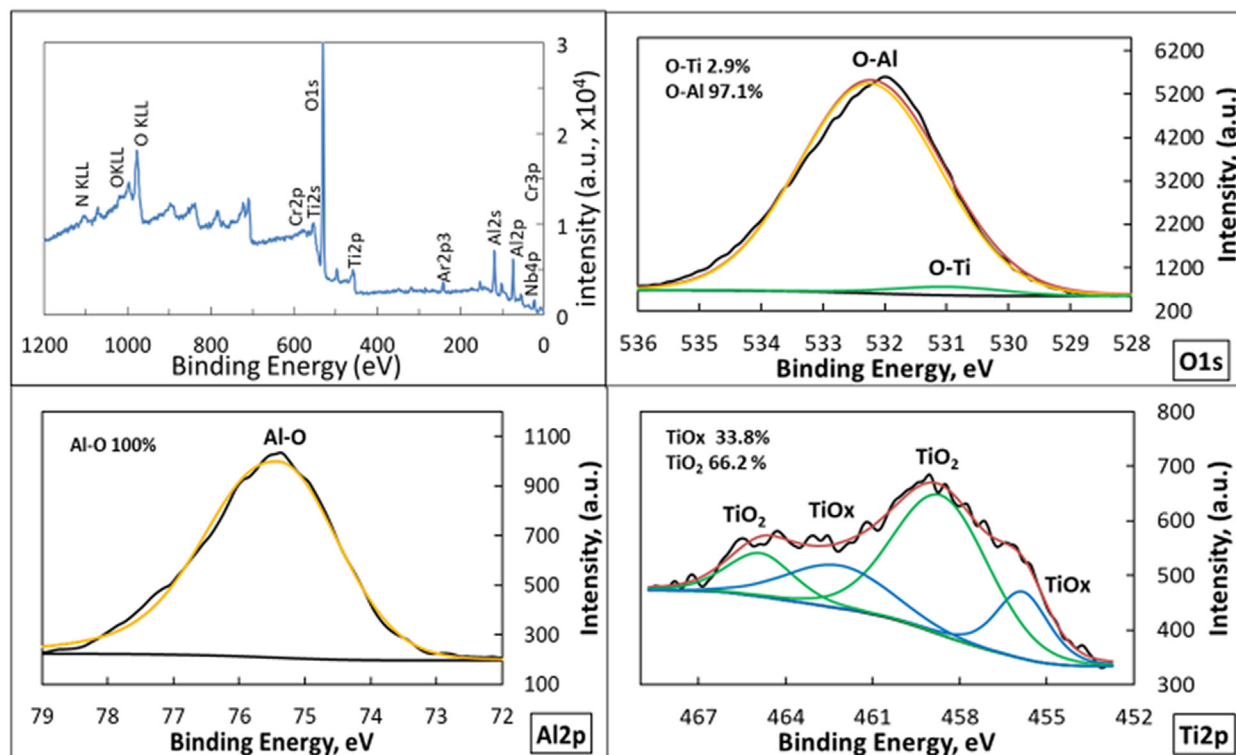 3
2
1
0
intensity (a.u., x10⁴)
N KLL
OKLL
O KLL
Cr2p
Ti2s
O1s
Ti2p
Ar2p3
Al2s
Al2p
Nb4p
Cr3p
1200 1000 800 600 400 200 0
Binding Energy (eV)
O-Ti 2.9%
O-Al 97.1%
O-Al
O-Ti
6200
5200
4200
3200
2200
1200
200
Intensity, (a.u.)
536 535 534 533 532 531 530 529 528
Binding Energy, eV
O1s
Al-O 100%
Al-O
1100
900
700
500
300
100
Intensity, (a.u.)
79 78 77 76 75 74 73 72
Binding Energy, eV
Al2p
TiOx 33.8%
TiO₂ 66.2 %
TiO₂
TiOx
TiO₂
TiOx
800
700
600
500
400
300
Intensity, (a.u.)
467 464 461 458 455 452
Binding Energy, eV
Ti2p